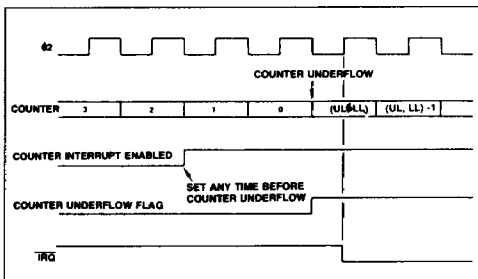 ϕ2
COUNTER UNDERFLOW
COUNTER 3 2 1 0 (UL, LL) (UL, LL) -1
COUNTER INTERRUPT ENABLED
SET ANY TIME BEFORE
COUNTER UNDERFLOW
COUNTER UNDERFLOW FLAG
IRQ